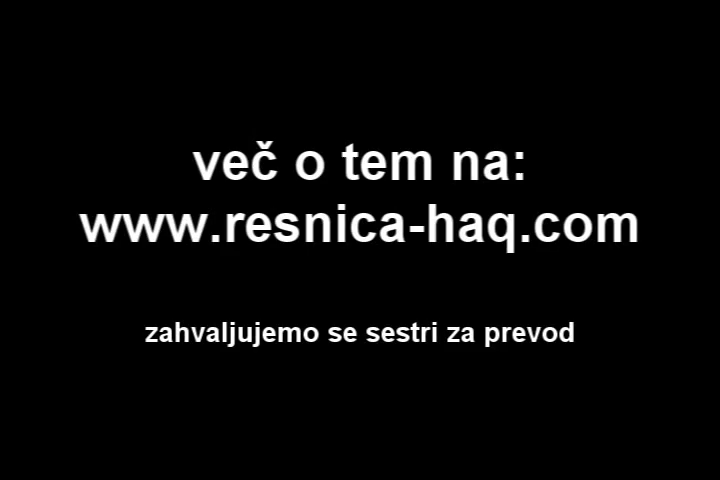 več o tem na:
www.resnica-haq.com
zahvaljujemo se sestri za prevod